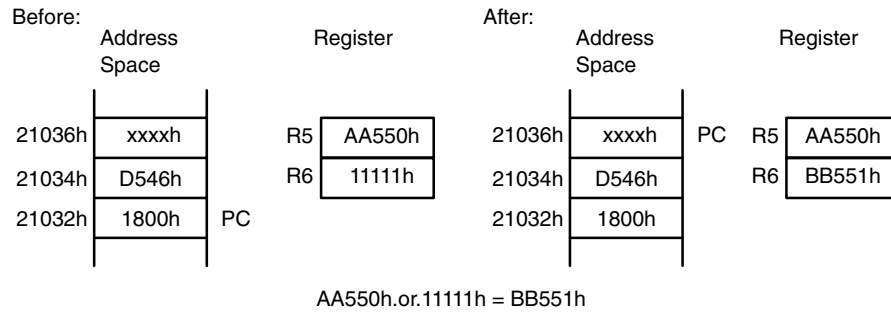 Before: After:
Address Register Address Register
Space Space
21036h xxxxh R5 AA550h 21036h xxxxh PC R5 AA550h
21034h D546h R6 11111h 21034h D546h R6 BB551h
21032h 1800h PC 21032h 1800h
AA550h.or.11111h = BB551h